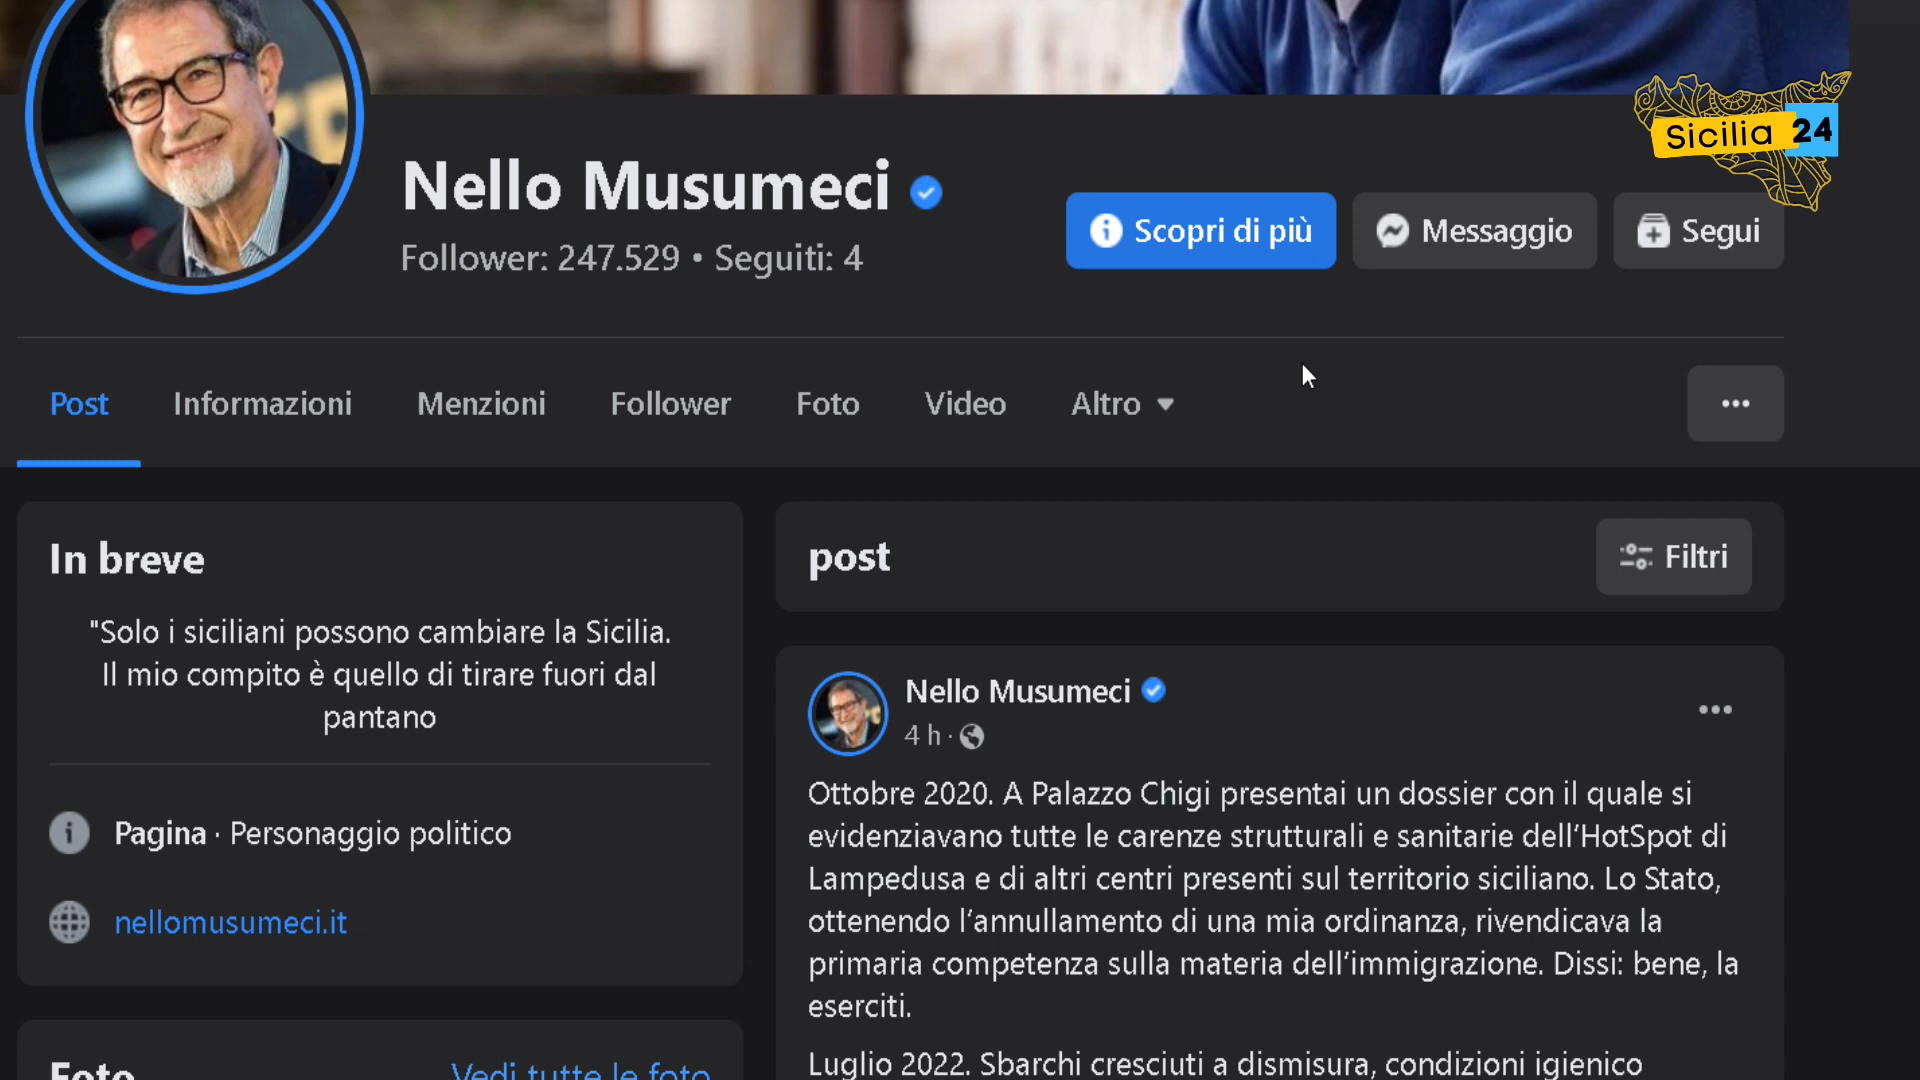 Sicilia 24
Nello Musumeci
Follower: 247.529 • Seguiti: 4
Scopri di più
Messaggio
Segui
Post
Informazioni
Menzioni
Follower
Foto
Video
Altro
In breve
"Solo i siciliani possono cambiare la Sicilia.
Il mio compito è quello di tirare fuori dal
pantano
Pagina · Personaggio politico
nellomusumeci.it
Foto
Vedi tutte le foto
post
Filtri
Nello Musumeci
4 h ·
Ottobre 2020. A Palazzo Chigi presentai un dossier con il quale si
evidenziavano tutte le carenze strutturali e sanitarie dell’HotSpot di
Lampedusa e di altri centri presenti sul territorio siciliano. Lo Stato,
ottenendo l’annullamento di una mia ordinanza, rivendicava la
primaria competenza sulla materia dell’immigrazione. Dissi: bene, la
eserciti.
Luglio 2022. Sbarchi cresciuti a dismisura, condizioni igienico